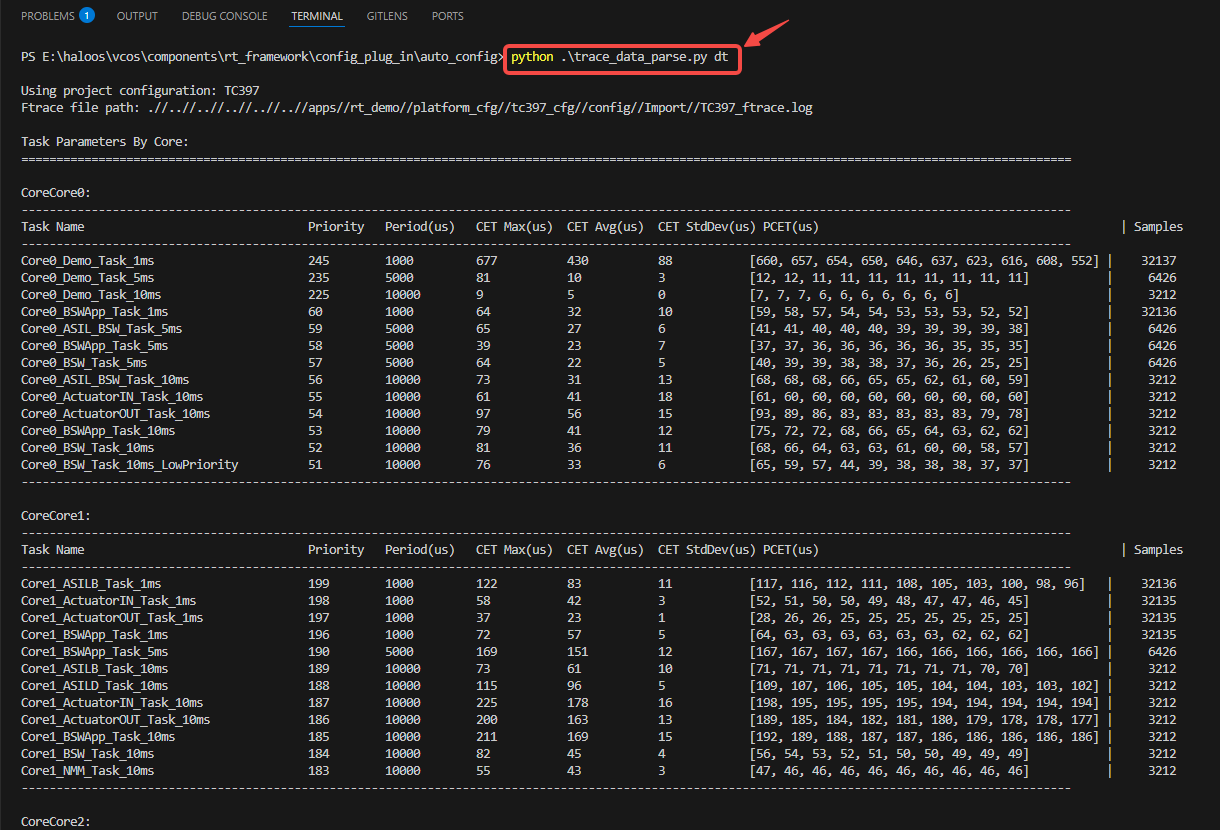 PROBLEMS 1 OUTPUT DEBUG CONSOLE TERMINAL GITLENS PORTS
PS E:\haloos\vcos\components\rt_framework\config_plug_in\auto_config> python .\trace_data_parse.py dt
Using project configuration: TC397
Ftrace file path: .//..//..//..//..//..//apps//rt_demo//platform_cfg//tc397_cfg//config//Import//TC397_ftrace.log
Task Parameters By Core:
CoreCore0:
Task Name Priority Period(us) CET Max(us) CET Avg(us) CET StdDev(us) PCET(us) | Samples
Core0_Demo_Task_1ms 245 1000 677 430 88 [660, 657, 654, 650, 646, 637, 623, 616, 608, 552] | 32137
Core0_Demo_Task_5ms 235 5000 81 10 3 [12, 12, 11, 11, 11, 11, 11, 11, 11, 11] | 6426
Core0_Demo_Task_10ms 225 10000 9 5 0 [7, 7, 7, 6, 6, 6, 6, 6, 6, 6] | 3212
Core0_BSWApp_Task_1ms 60 1000 64 32 10 [59, 58, 57, 54, 54, 53, 53, 53, 52, 52] | 32136
Core0_ASIL_BSW_Task_5ms 59 5000 65 27 6 [41, 41, 40, 40, 40, 39, 39, 39, 39, 38] | 6426
Core0_BSWApp_Task_5ms 58 5000 39 23 7 [37, 37, 36, 36, 36, 36, 36, 35, 35, 35] | 6426
Core0_BSW_Task_5ms 57 5000 64 22 5 [40, 39, 39, 38, 38, 37, 36, 26, 25, 25] | 6426
Core0_ASIL_BSW_Task_10ms 56 10000 73 31 13 [68, 68, 68, 66, 65, 65, 62, 61, 60, 59] | 3212
Core0_ActuatorIN_Task_10ms 55 10000 61 41 18 [61, 60, 60, 60, 60, 60, 60, 60, 60, 60] | 3212
Core0_ActuatorOUT_Task_10ms 54 10000 97 56 15 [93, 89, 86, 83, 83, 83, 83, 83, 79, 78] | 3212
Core0_BSWApp_Task_10ms 53 10000 79 41 12 [75, 72, 72, 68, 66, 65, 64, 63, 62, 62] | 3212
Core0_BSW_Task_10ms 52 10000 81 36 11 [68, 66, 64, 63, 63, 61, 60, 60, 58, 57] | 3212
Core0_BSW_Task_10ms_LowPriority 51 10000 76 33 6 [65, 59, 57, 44, 39, 38, 38, 38, 37, 37] | 3212
CoreCore1:
Task Name Priority Period(us) CET Max(us) CET Avg(us) CET StdDev(us) PCET(us) | Samples
Core1_ASILB_Task_1ms 199 1000 122 83 11 [117, 116, 112, 111, 108, 105, 103, 100, 98, 96] | 32136
Core1_ActuatorIN_Task_1ms 198 1000 58 42 3 [52, 51, 50, 50, 49, 48, 47, 47, 46, 45] | 32135
Core1_ActuatorOUT_Task_1ms 197 1000 37 23 1 [28, 26, 26, 25, 25, 25, 25, 25, 25, 25] | 32135
Core1_BSWApp_Task_1ms 196 1000 72 57 5 [64, 63, 63, 63, 63, 63, 63, 62, 62, 62] | 32135
Core1_BSWApp_Task_5ms 190 5000 169 151 12 [167, 167, 167, 167, 166, 166, 166, 166, 166, 166] | 6426
Core1_ASILB_Task_10ms 189 10000 73 61 10 [71, 71, 71, 71, 71, 71, 71, 71, 70, 70] | 3212
Core1_ASILD_Task_10ms 188 10000 115 96 5 [109, 107, 106, 105, 105, 104, 104, 103, 103, 102] | 3212
Core1_ActuatorIN_Task_10ms 187 10000 225 178 16 [198, 195, 195, 195, 195, 194, 194, 194, 194, 194] | 3212
Core1_ActuatorOUT_Task_10ms 186 10000 200 163 13 [189, 185, 184, 182, 181, 180, 179, 178, 178, 177] | 3212
Core1_BSWApp_Task_10ms 185 10000 211 169 15 [192, 189, 188, 187, 187, 186, 186, 186, 186, 186] | 3212
Core1_BSW_Task_10ms 184 10000 82 45 4 [56, 54, 53, 52, 51, 50, 50, 49, 49, 49] | 3212
Core1_NMM_Task_10ms 183 10000 55 43 3 [47, 46, 46, 46, 46, 46, 46, 46, 46, 46] | 3212
CoreCore2: